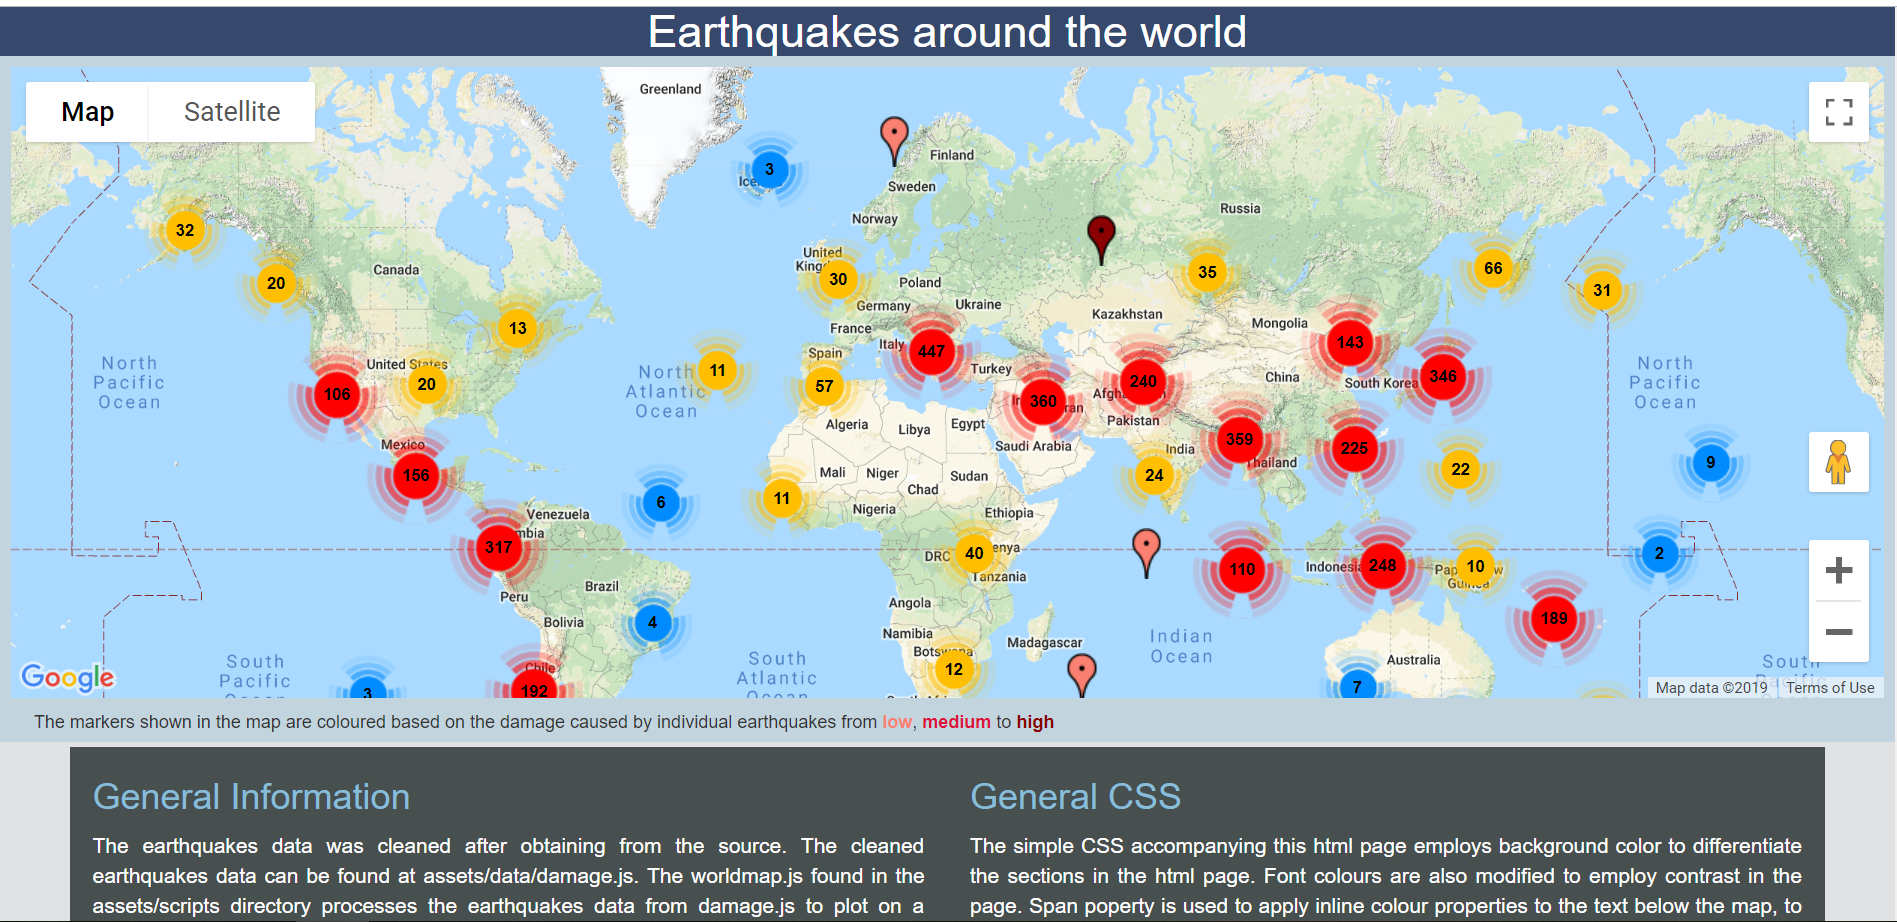 Earthquakes around the world
Map
Satellite
Greenland
Finland
Sweden
Norway
Russia
3
32
20
Canada
United
30
Poland
Germany
Ukraine
35
66
31
13
France
Kazakhstan
Mongolia
143
North
Pacific
Ocean
United States
20
106
North
Atlantic
Ocean
11
Spain
57
Italy
447
Turkey
360
240
China
South Korea
346
North
Pacific
Ocean
Mexico
156
Algeria
Libya
Egypt
Saudi Arabia
Pakistan
359
225
India
24
Thailand
22
9
Mali
Niger
Sudan
Chad
6
11
Nigeria
Ethiopia
Venezuela
317
DRC
40
Tanzania
110
Indonesia
248
10
2
Peru
Brazil
Bolivia
4
Angola
Namibia
Botswana
12
Madagascar
Indian
Ocean
189
Australia
7
South
Pacific
Ocean
3
Chile
192
South
Atlantic
Ocean
South
Google
Map data ©2019
Terms of Use
The markers shown in the map are coloured based on the damage caused by individual earthquakes from low, medium to high
General Information
The earthquakes data was cleaned after obtaining from the source. The cleaned
earthquakes data can be found at assets/data/damage.js. The worldmap.js found in the
assets/scripts directory processes the earthquakes data from damage.js to plot on a
General CSS
The simple CSS accompanying this html page employs background color to differentiate
the sections in the html page. Font colours are also modified to employ contrast in the
page. Span poperty is used to apply inline colour properties to the text below the map, to